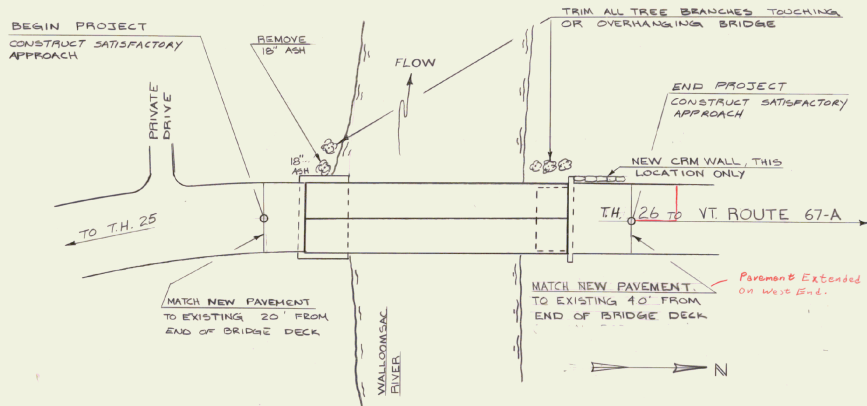 BEGIN PROJECT
CONSTRUCT SATISFACTORY
APPROACH
REMOVE
18" ASH
FLOW
TRIM ALL TREE BRANCHES TOUCHING
OR OVERHANGING BRIDGE
END PROJECT
CONSTRUCT SATISFACTORY
APPROACH
PRIVATE
DRIVE
18"
ASH
NEW CRM WALL, THIS
LOCATION ONLY
TO T.H. 25
T.H. 26 TO VT. ROUTE 67-A
MATCH NEW PAVEMENT
TO EXISTING 20' FROM
END OF BRIDGE DECK
MATCH NEW PAVEMENT
TO EXISTING 40' FROM
END OF BRIDGE DECK
Pavement Extended
On West End.
WALLOOMSAC
RIVER
N